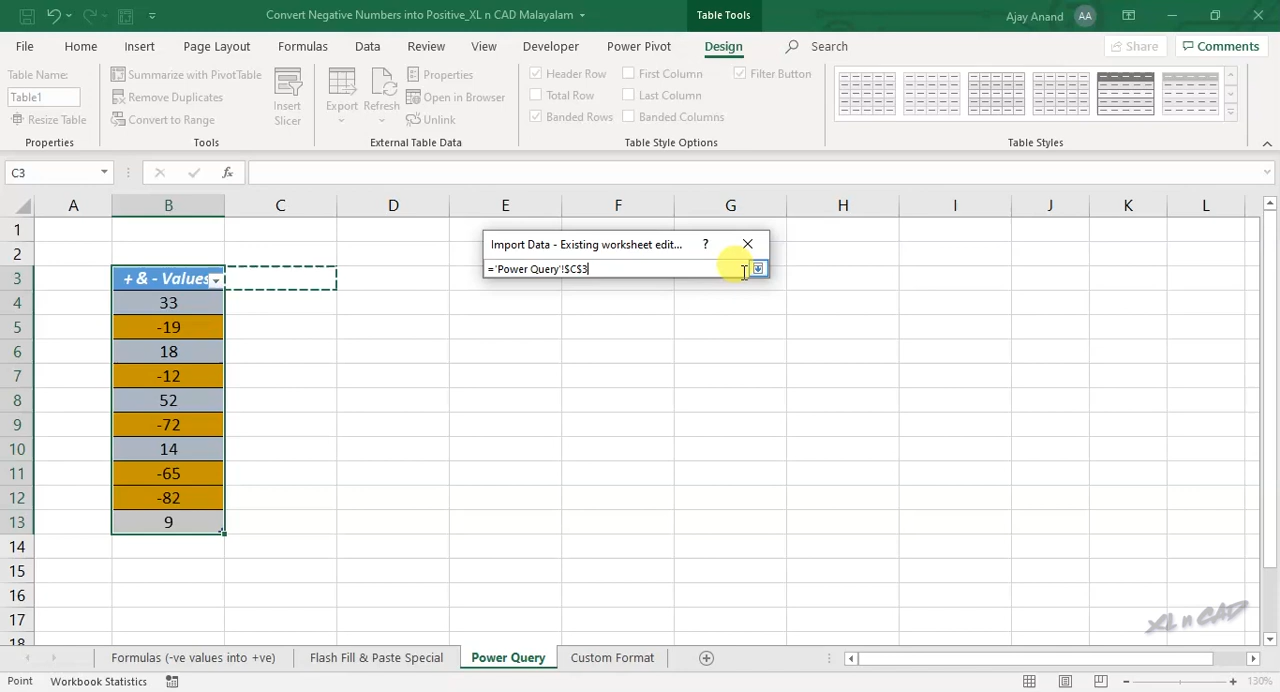 Convert Negative Numbers into Positive_XL n CAD Malayalam
Table Tools
Ajay Anand AA
File Home Insert Page Layout Formulas Data Review View Developer Power Pivot Design Search Share Comments
Table Name:
Table1
Resize Table
Properties
Summarize with PivotTable
Remove Duplicates
Convert to Range
Insert
Slicer
Tools
Export
Refresh
Properties
Open in Browser
Unlink
External Table Data
Header Row First Column Filter Button
Total Row Last Column
Banded Rows Banded Columns
Table Style Options
Table Styles
C3
fx
A B C D E F G H I J K L
1
2
3 + & - Values
4 33
5 -19
6 18
7 -12
8 52
9 -72
10 14
11 -65
12 -82
13 9
14
15
16
17
18
Import Data - Existing worksheet edit... ?
='Power Query'!$C$3
XL n CAD
Formulas (-ve values into +ve) Flash Fill & Paste Special Power Query Custom Format
Point Workbook Statistics 130%